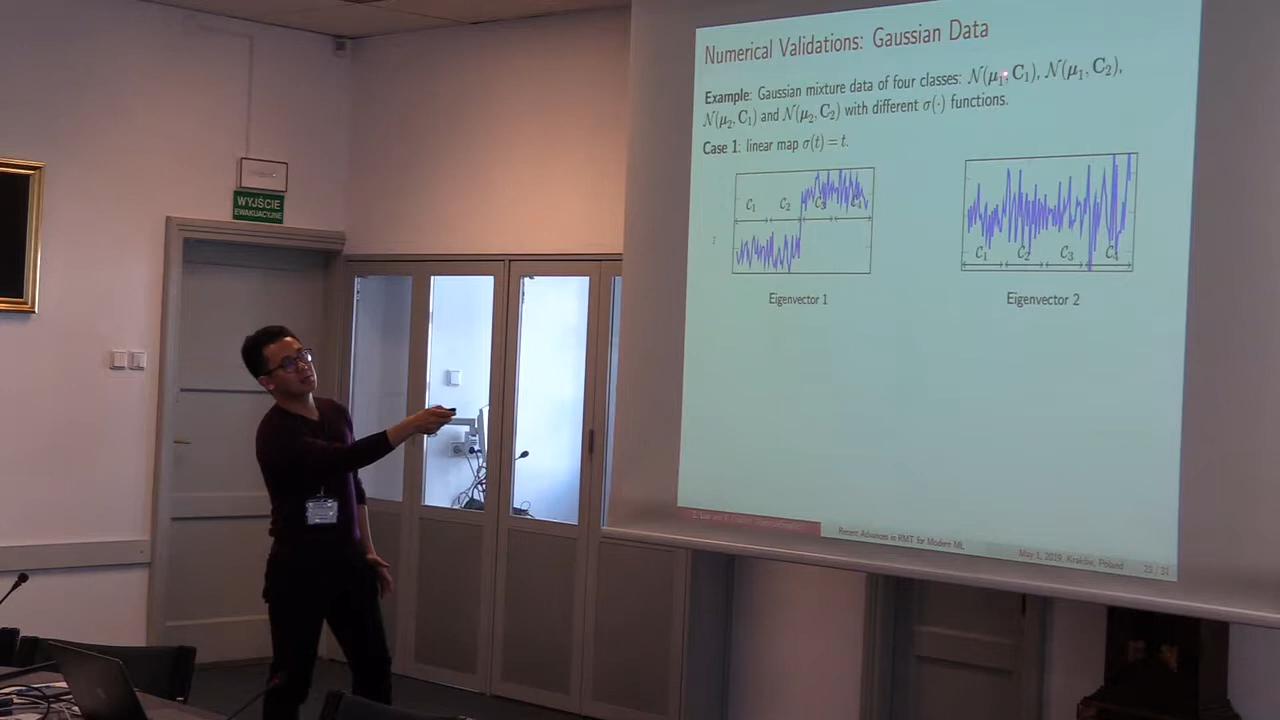 WYJŚCIE
EWAKUACYJNE
Numerical Validations: Gaussian Data
Example: Gaussian mixture data of four classes: 𝒩(μ₁, C₁), 𝒩(μ₁, C₂),
𝒩(μ₂, C₁) and 𝒩(μ₂, C₂) with different σ(·) functions.
Case 1: linear map σ(t) = t.
𝒞₁ 𝒞₂ 𝒞₃ 𝒞₄
𝒞₁ 𝒞₂ 𝒞₃ 𝒞₄
Eigenvector 1
Eigenvector 2
Recent Advances in RMT for Modern ML
May 1, 2019, Kraków, Poland
23 / 31